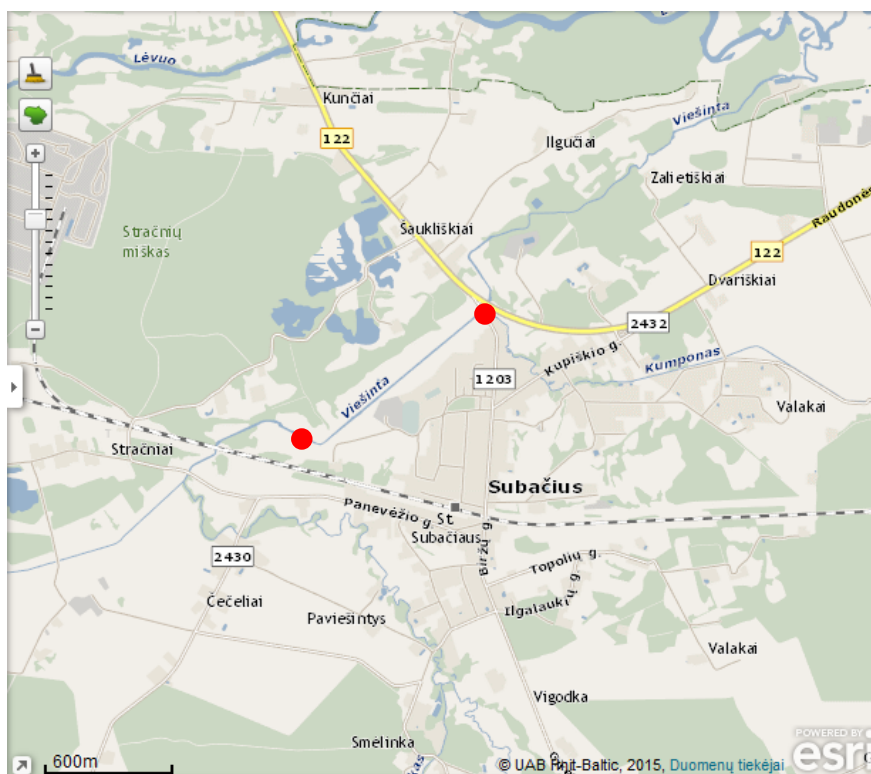 Lėvuo
Kunčiai
122
Viešinta
Ilgučiai
Zalietiškiai
Stračnių
miškas
Šaukliškiai
122
Dvariškiai
2432
Kupiškio g.
Kumponas
1203
Viešinta
Valakai
Stračniai
Subačius
Panevėžio g.
St
Subačiaus
Biržų g.
2430
Topolių g.
Čečeliai
Paviešintys
Valakai
Vigodka
Smėlinka
600m
© UAB Hnit-Baltic, 2015, Duomenų tiekėjai
POWERED BY
esri